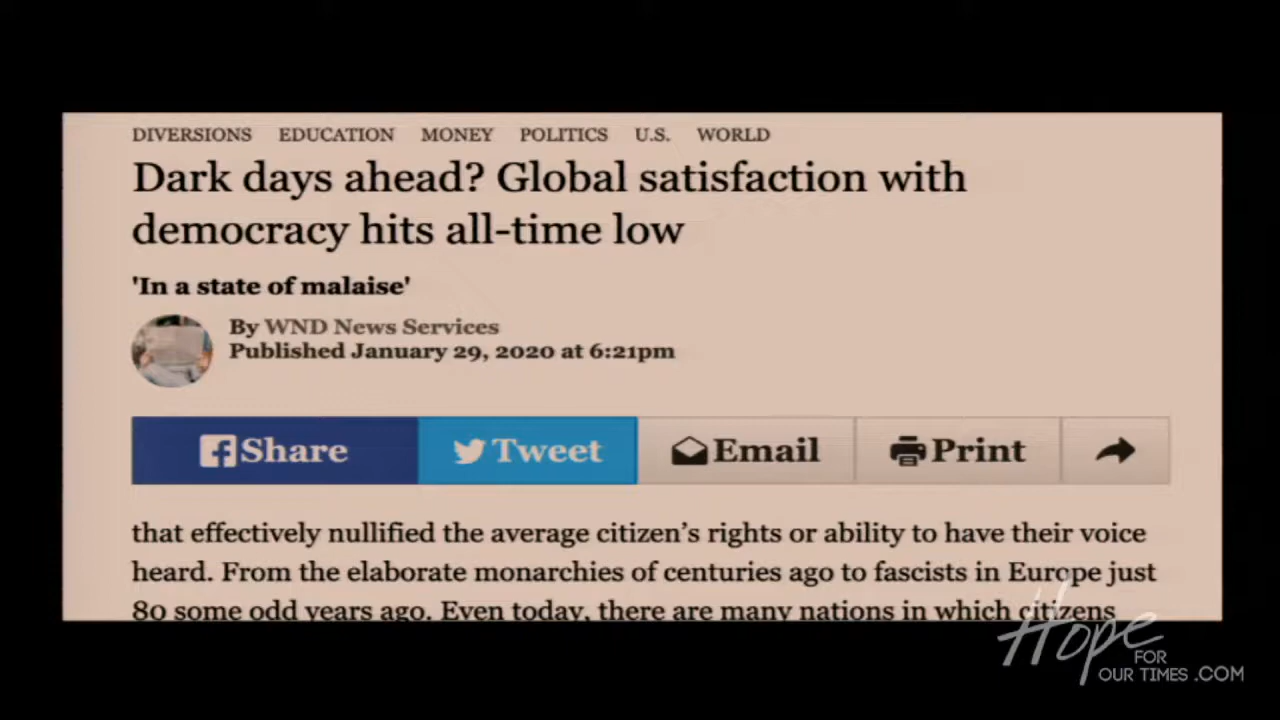 DIVERSIONS EDUCATION MONEY POLITICS U.S. WORLD
Dark days ahead? Global satisfaction with
democracy hits all-time low
'In a state of malaise'
By WND News Services
Published January 29, 2020 at 6:21pm
Share Tweet Email Print
that effectively nullified the average citizen's rights or ability to have their voice
heard. From the elaborate monarchies of centuries ago to fascists in Europe just
80 some odd years ago. Even today, there are many nations in which citizens
Hope
FOR
OUR TIMES .COM